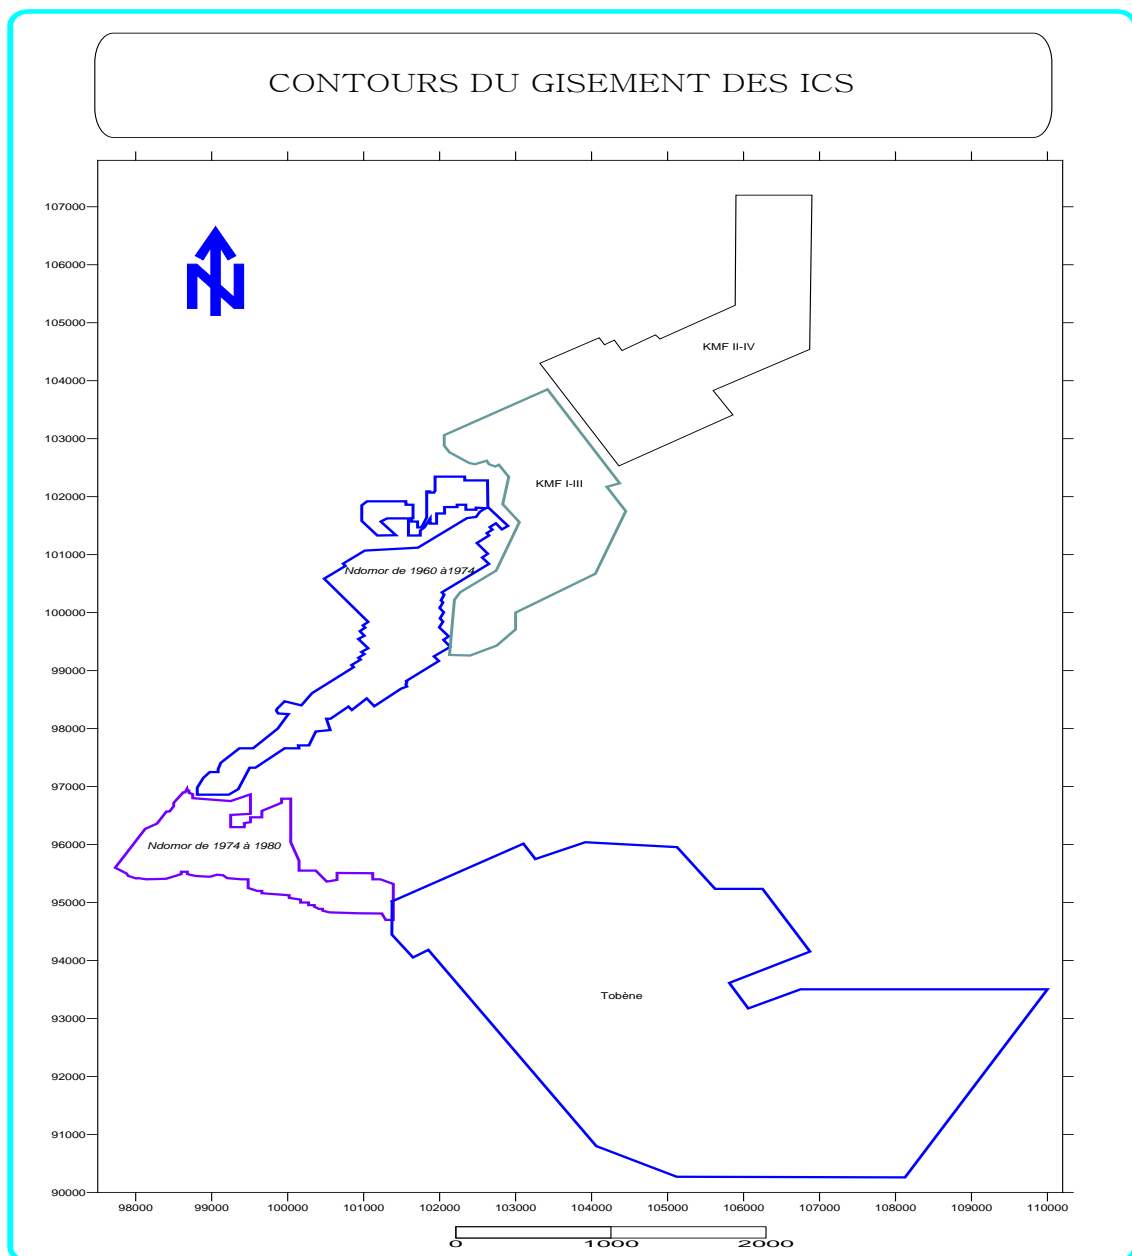 CONTOURS DU GISEMENT DES ICS
107000
106000
105000
104000
103000
102000
101000
100000
99000
98000
97000
96000
95000
94000
93000
92000
91000
90000
N
KMF II-IV
KMF I-III
Ndomor de 1960 à1974
Ndomor de 1974 à 1980
Tobène
98000 99000 100000 101000 102000 103000 104000 105000 106000 107000 108000 109000 110000
0 1000 2000